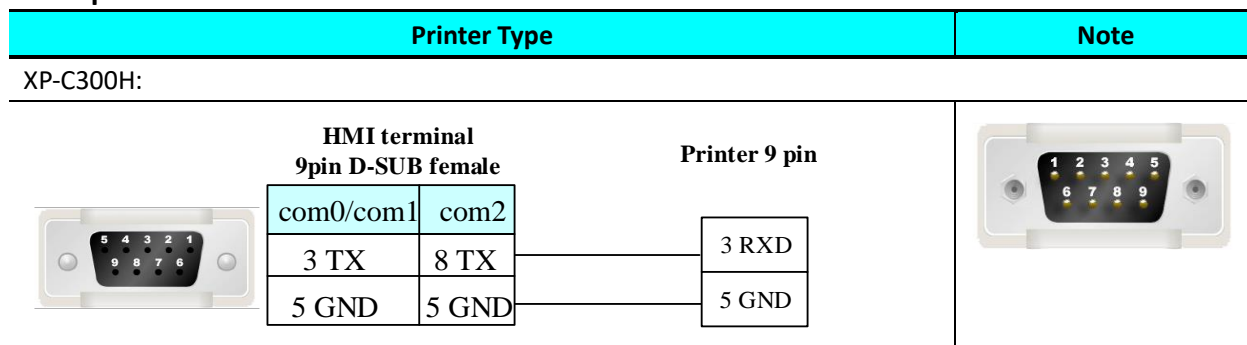 Printer Type Note
XP-C300H:
HMI terminal
9pin D-SUB female
Printer 9 pin
com0/com1 com2
3 TX 8 TX
5 GND 5 GND
3 RXD
5 GND
5 4 3 2 1
9 8 7 6
1 2 3 4 5
6 7 8 9